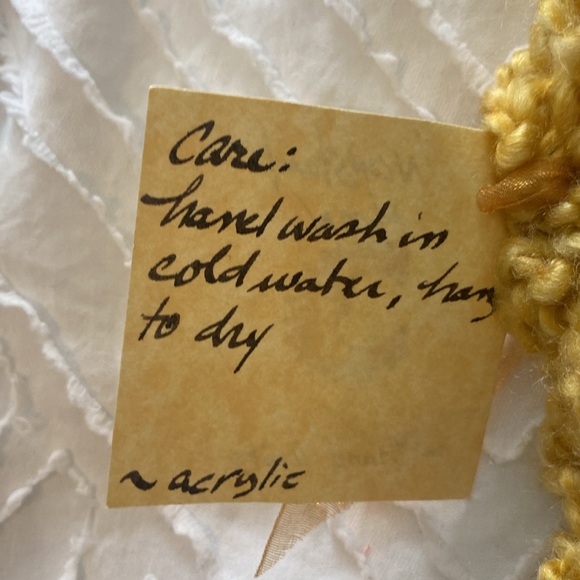 Care:
hand wash in
cold water, hang
to dry
~ acrylic